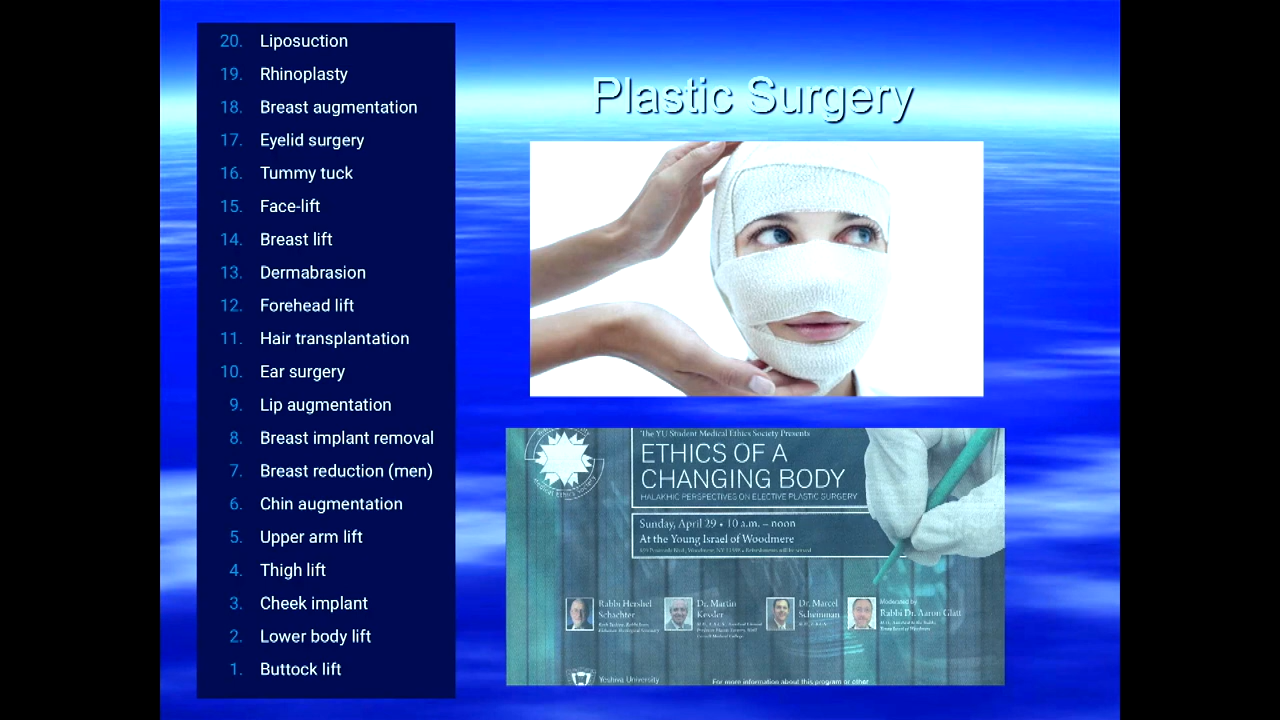 20. Liposuction
19. Rhinoplasty
18. Breast augmentation
17. Eyelid surgery
16. Tummy tuck
15. Face-lift
14. Breast lift
13. Dermabrasion
12. Forehead lift
11. Hair transplantation
10. Ear surgery
9. Lip augmentation
8. Breast implant removal
7. Breast reduction (men)
6. Chin augmentation
5. Upper arm lift
4. Thigh lift
3. Cheek implant
2. Lower body lift
1. Buttock lift
Plastic Surgery
The YU Student Medical Ethics Society Presents
ETHICS OF A
CHANGING BODY
HALAKHIC PERSPECTIVES ON ELECTIVE PLASTIC SURGERY
Sunday, April 29 • 10 a.m. – noon
At the Young Israel of Woodmere
Medical Ethics Society
Rabbi Hershel
Schachter
Dr. Martin
Kessler
Dr. Marcel
Scheinman
Moderated by
Rabbi Dr. Aaron Glatt
Yeshiva University
For more information about this program or other